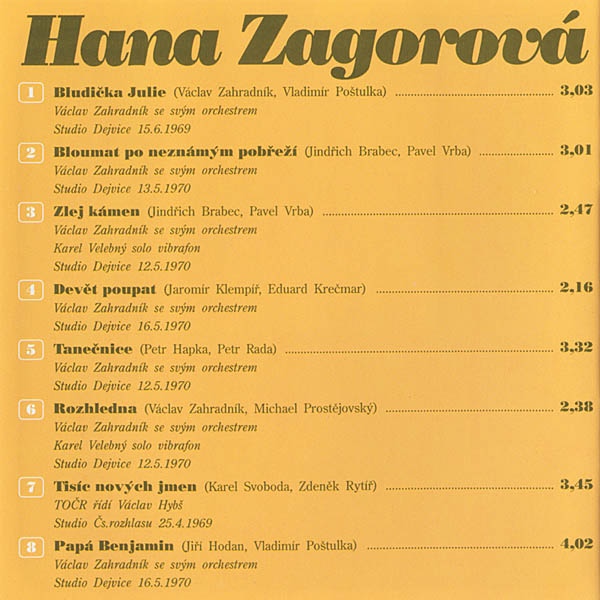 Hana Zagorová
1 Bludička Julie (Václav Zahradník, Vladimír Poštulka) 3,03
Václav Zahradník se svým orchestrem
Studio Dejvice 15.6.1969
2 Bloumat po neznámým pobřeží (Jindřich Brabec, Pavel Vrba) 3,01
Václav Zahradník se svým orchestrem
Studio Dejvice 13.5.1970
3 Zlej kámen (Jindřich Brabec, Pavel Vrba) 2,47
Václav Zahradník se svým orchestrem
Karel Velebný solo vibrafon
Studio Dejvice 12.5.1970
4 Devět poupat (Jaromír Klempíř, Eduard Krečmar) 2,16
Václav Zahradník se svým orchestrem
Studio Dejvice 16.5.1970
5 Tanečnice (Petr Hapka, Petr Rada) 3,32
Václav Zahradník se svým orchestrem
Studio Dejvice 12.5.1970
6 Rozhledna (Václav Zahradník, Michael Prostějovský) 2,38
Václav Zahradník se svým orchestrem
Karel Velebný solo vibrafon
Studio Dejvice 12.5.1970
7 Tisíc nových jmen (Karel Svoboda, Zdeněk Rytíř) 3,45
TOČR řídí Václav Hybš
Studio Čs.rozhlasu 25.4.1969
8 Papá Benjamin (Jiří Hodan, Vladimír Poštulka) 4,02
Václav Zahradník se svým orchestrem
Studio Dejvice 16.5.1970